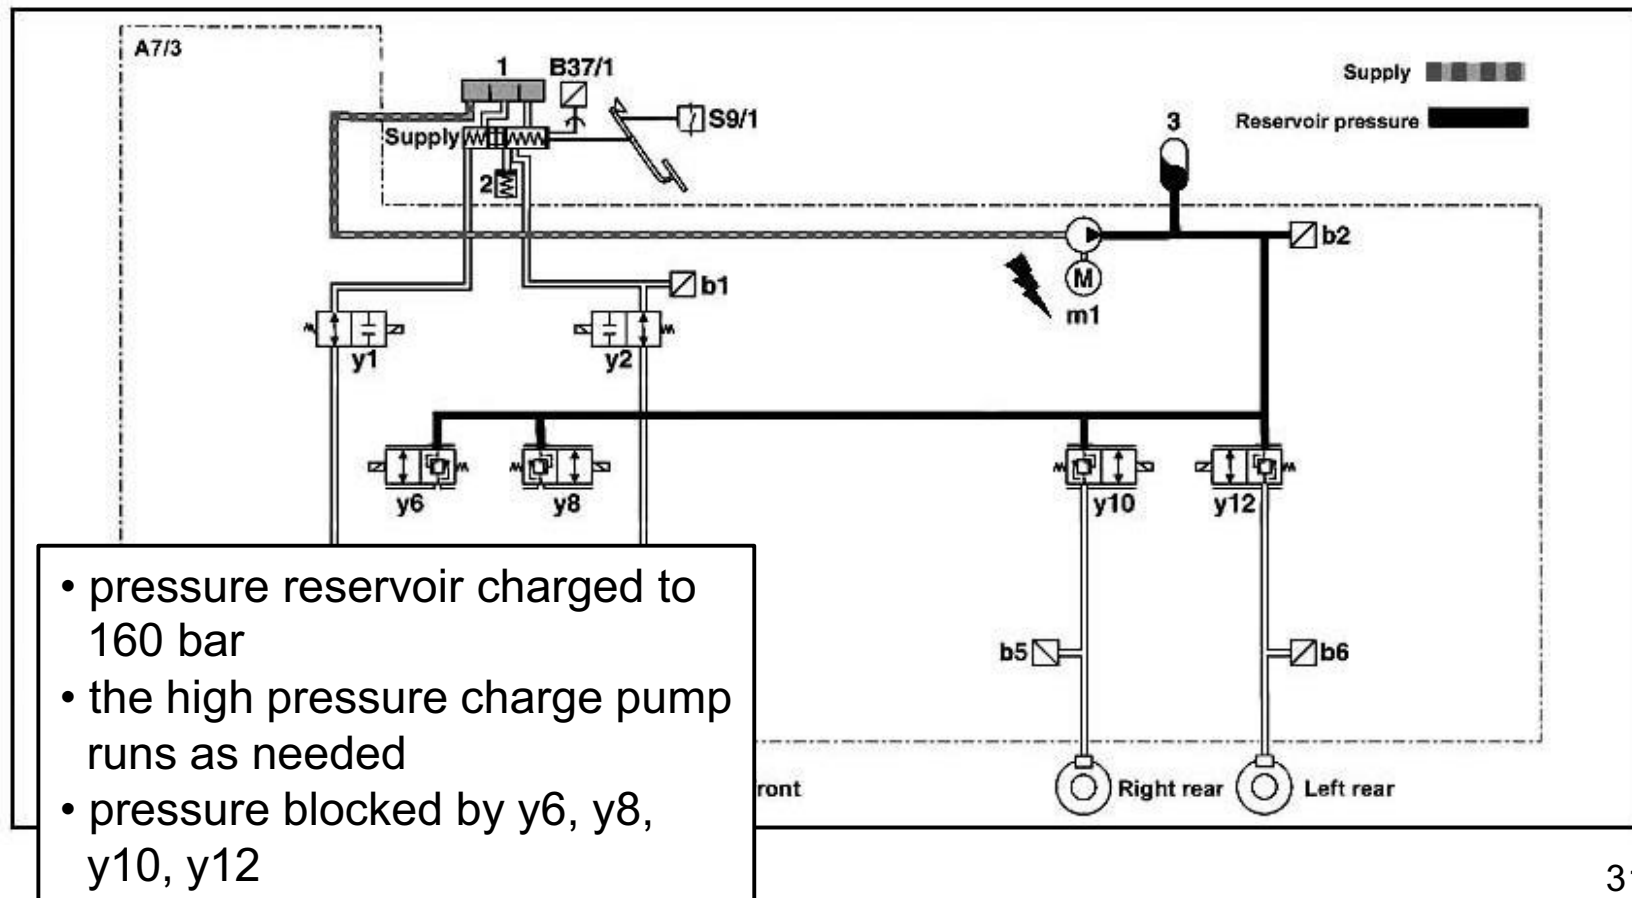 A7/3
1
B37/1
Supply
Reservoir pressure
S9/1
3
Supply
2
b2
b1
M
m1
y1
y2
y6
y8
y10
y12
• pressure reservoir charged to
160 bar
• the high pressure charge pump
runs as needed
• pressure blocked by y6, y8,
y10, y12
b5
b6
ront
Right rear
Left rear
31